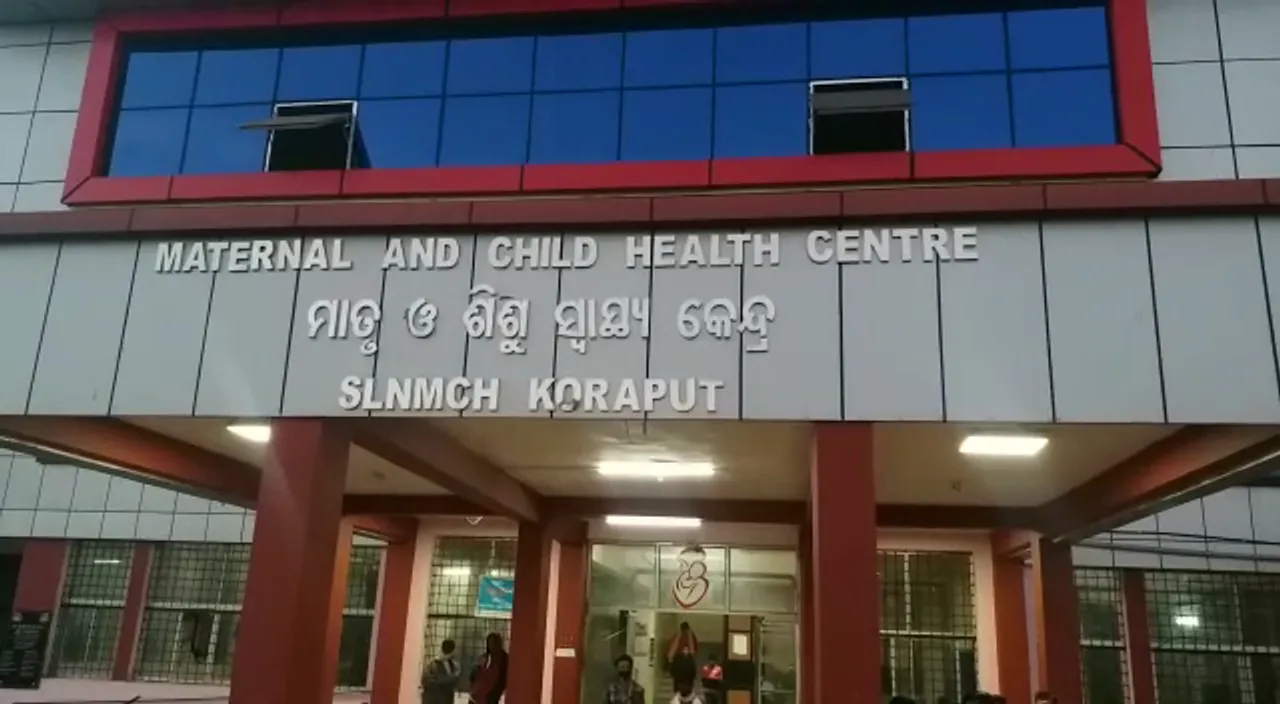 MATERNAL AND CHILD HEALTH CENTRE
ମାତୃ ଓ ଶିଶୁ ସ୍ୱାସ୍ଥ୍ୟ କେନ୍ଦ୍ର
SLNMCH KORAPUT